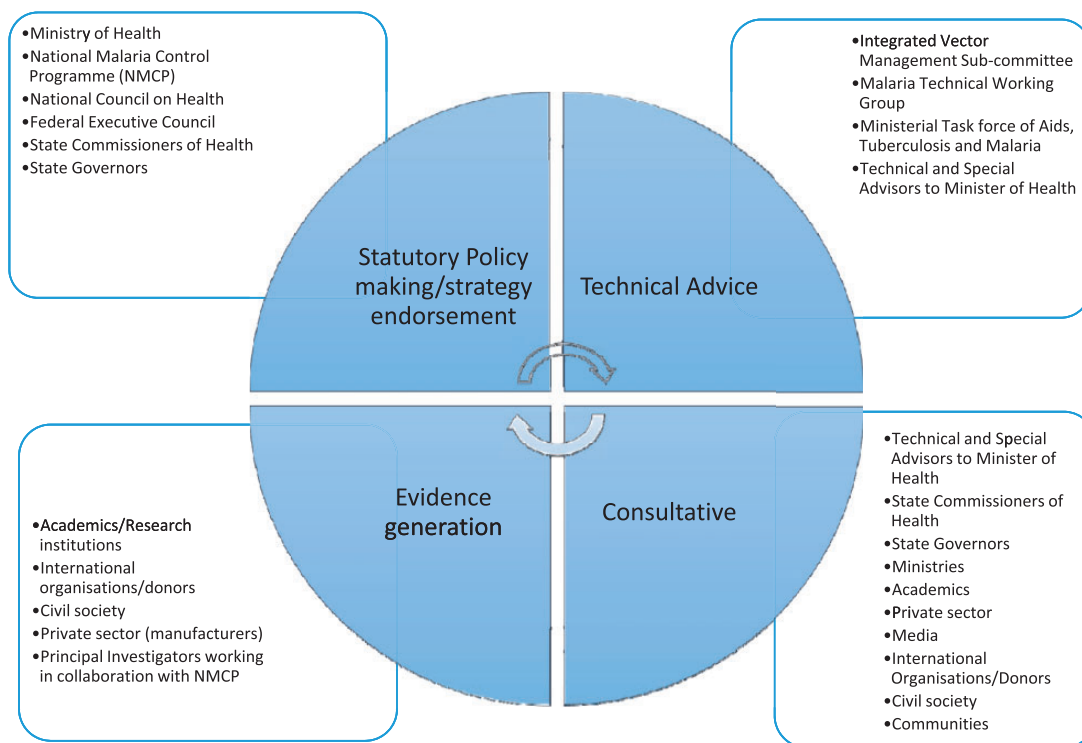 •Ministry of Health
•National Malaria Control
Programme (NMCP)
•National Council on Health
•Federal Executive Council
•State Commissioners of Health
•State Governors
•Integrated Vector
Management Sub-committee
•Malaria Technical Working
Group
•Ministerial Task force of Aids,
Tuberculosis and Malaria
•Technical and Special
Advisors to Minister of Health
Statutory Policy
making/strategy
endorsement
Technical Advice
Evidence
generation
Consultative
•Academics/Research
institutions
•International
organisations/donors
•Civil society
•Private sector (manufacturers)
•Principal Investigators working
in collaboration with NMCP
•Technical and Special
Advisors to Minister of
Health
•State Commissioners of
Health
•State Governors
•Ministries
•Academics
•Private sector
•Media
•International
Organisations/Donors
•Civil society
•Communities